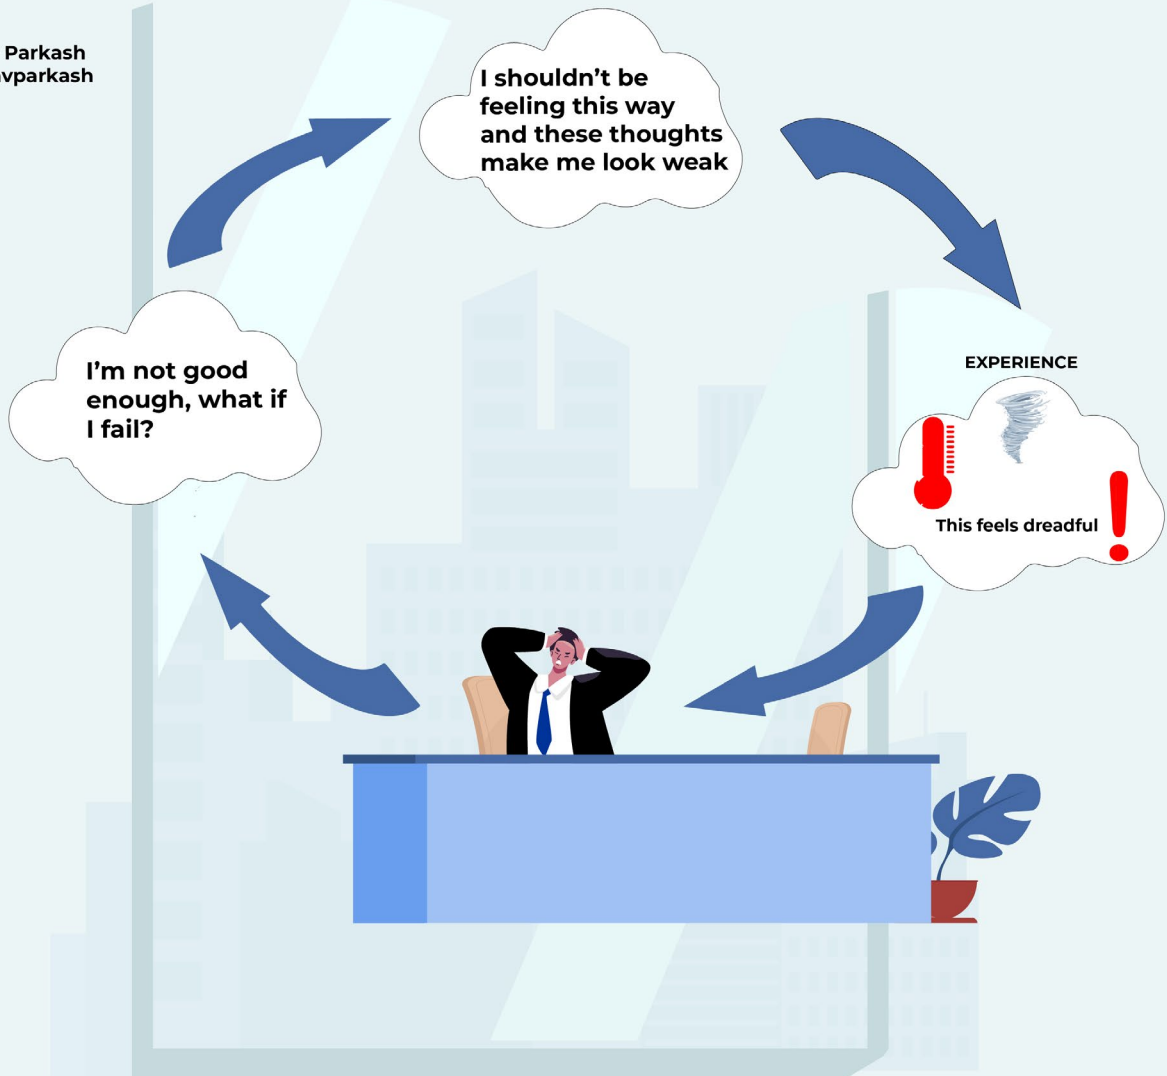 Parkash
vparkash
I shouldn’t be
feeling this way
and these thoughts
make me look weak
I’m not good
enough, what if
I fail?
EXPERIENCE
This feels dreadful